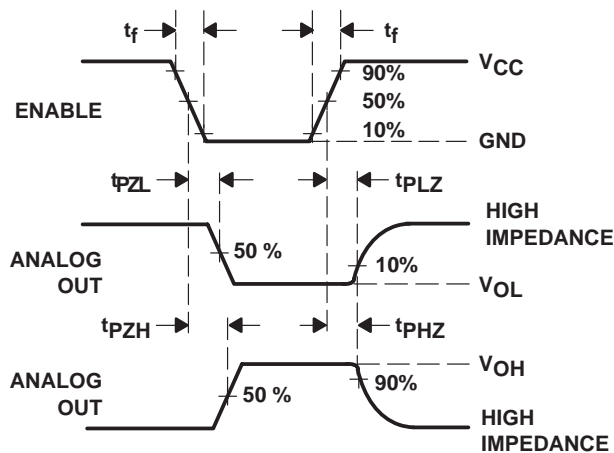 tf
tf
VCC
90%
ENABLE
50%
10%
GND
tPZL
tPLZ
HIGH
IMPEDANCE
ANALOG
OUT
50 %
10%
VOL
tPZH
tPHZ
VOH
ANALOG
OUT
50 %
90%
HIGH
IMPEDANCE